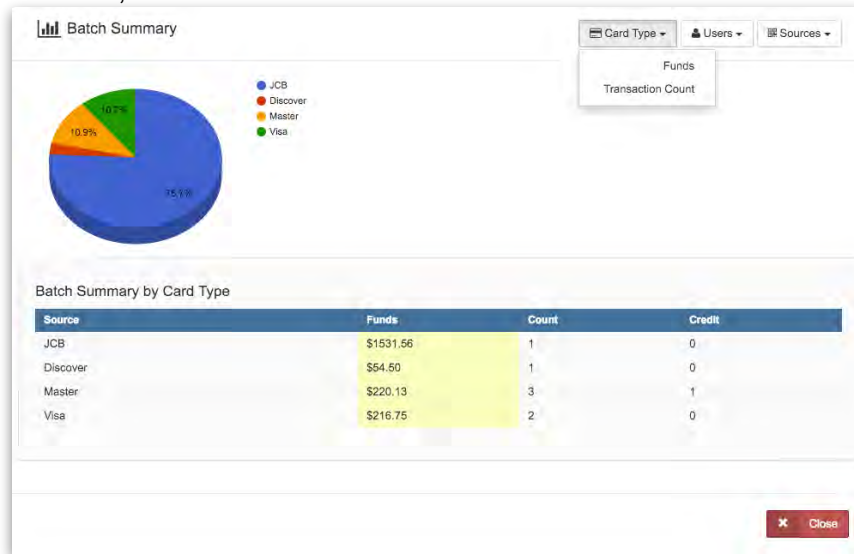 Batch Summary
Card Type Users Sources
Funds
Transaction Count
JCB
Discover
Master
Visa
10.7%
10.9%
Batch Summary by Card Type
Source Funds Count Credit
JCB $1531.56 1 0
Discover $54.50 1 0
Master $220.13 3 1
Visa $216.75 2 0
Close